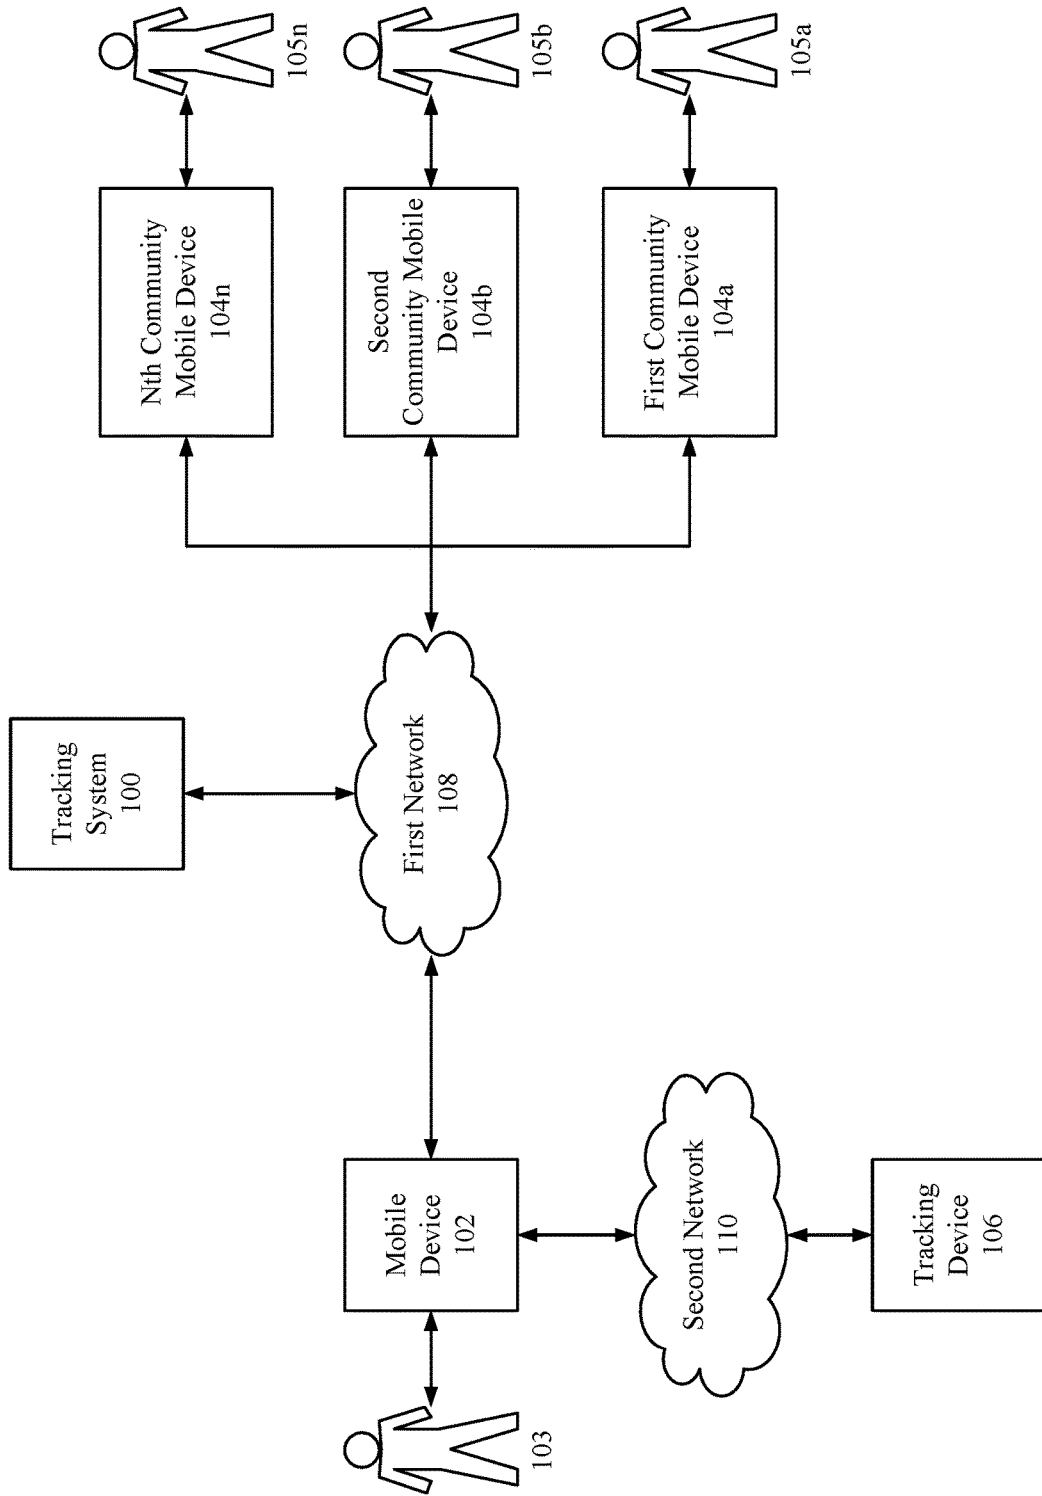 Tracking
System
100
103
Mobile
Device
102
First Network
108
Nth Community
Mobile Device
104n
105n
Second
Community Mobile
Device
104b
105b
First Community
Mobile Device
104a
105a
Second Network
110
Tracking
Device
106